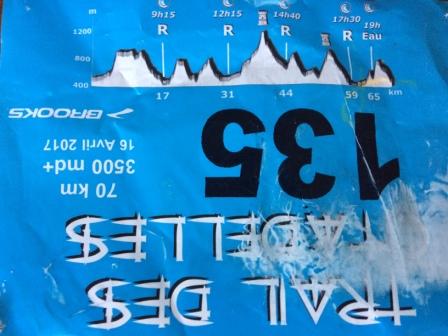 TRAIL DES
TADELLES
135
70 km
3500 md+
16 Avril 2017
BROOKS
m
9h15 12h15 14h40 17h30 19h
1200 R R R R Eau
800
400
17 31 44 59 65 km